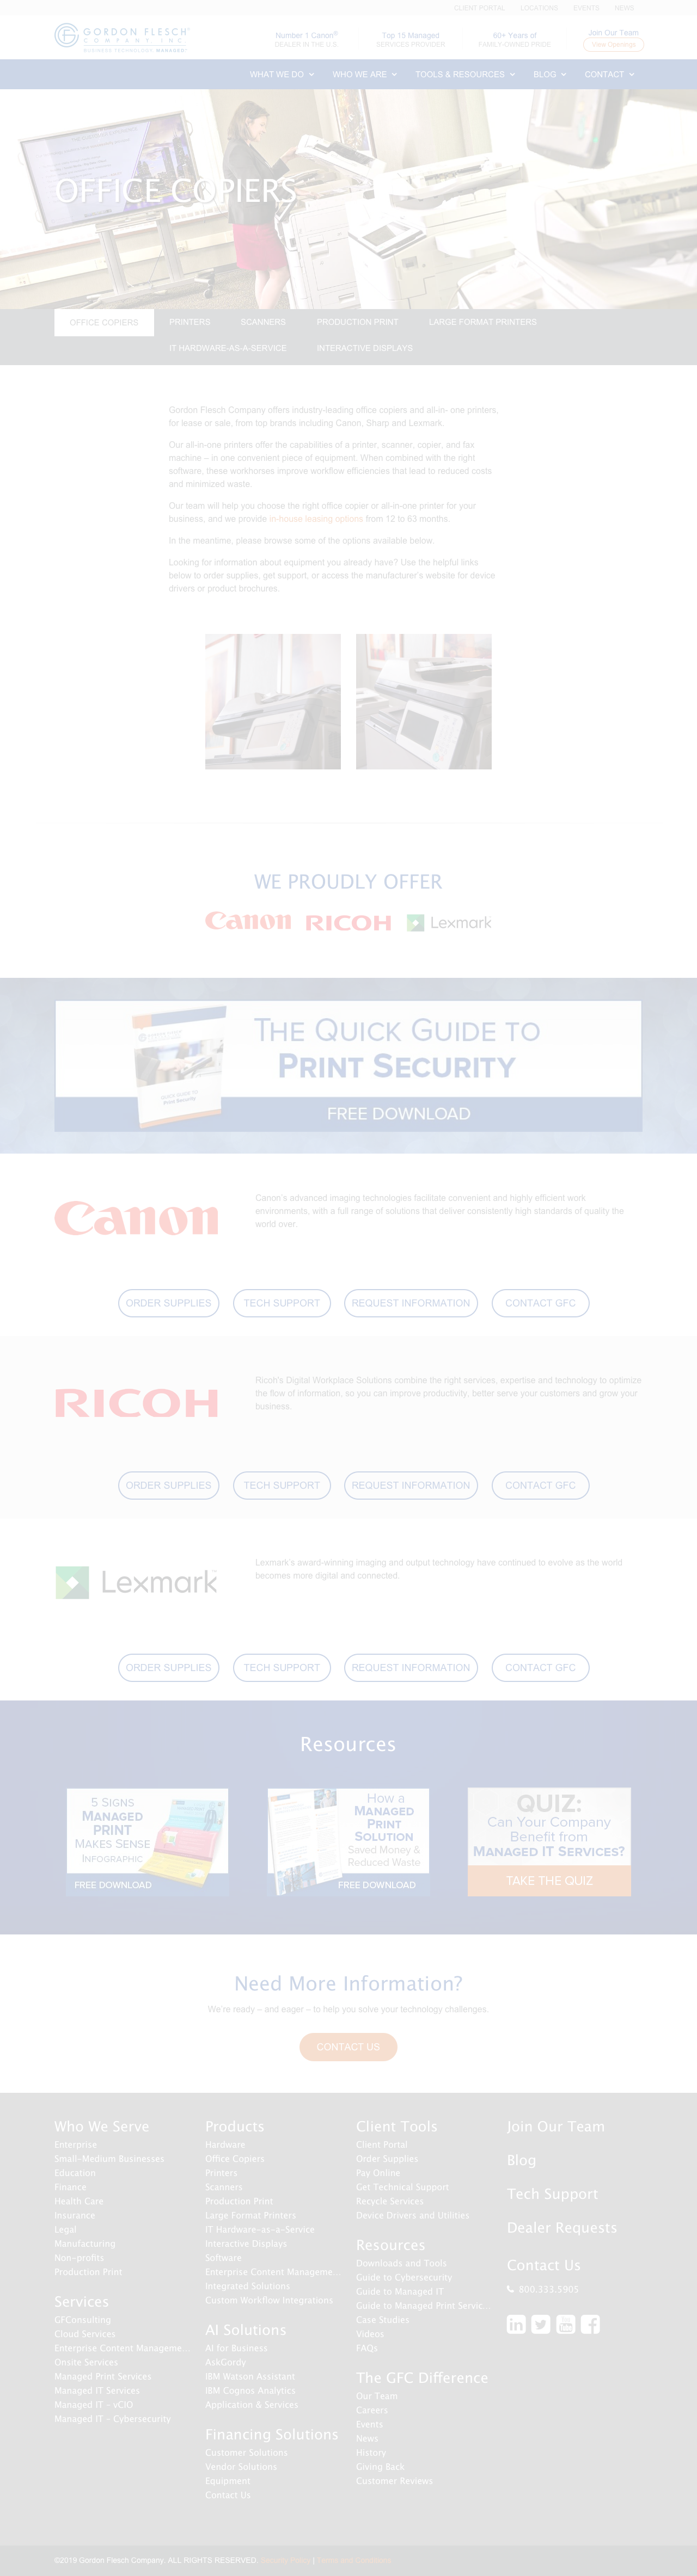 CLIENT PORTAL LOCATIONS EVENTS NEWS
GORDON FLESCH®
COMPANY, INC.
BUSINESS TECHNOLOGY MANAGED
Number 1 Canon®
DEALER IN THE U.S.
Top 15 Managed
SERVICES PROVIDER
60+ Years of
FAMILY-OWNED PRIDE
Join Our Team
View Openings
WHAT WE DO WHO WE ARE TOOLS & RESOURCES BLOG CONTACT
OFFICE COPIERS
OFFICE COPIERS PRINTERS SCANNERS PRODUCTION PRINT LARGE FORMAT PRINTERS
IT HARDWARE-AS-A-SERVICE INTERACTIVE DISPLAYS
Gordon Flesch Company offers industry-leading office copiers and all-in- one printers,
for lease or sale, from top brands including Canon, Sharp and Lexmark.
Our all-in-one printers offer the capabilities of a printer, scanner, copier, and fax
machine – in one convenient piece of equipment. When combined with the right
software, these workhorses improve workflow efficiencies that lead to reduced costs
and minimized waste.
Our team will help you choose the right office copier or all-in-one printer for your
business, and we provide in-house leasing options from 12 to 63 months.
In the meantime, please browse some of the options available below.
Looking for information about equipment you already have? Use the helpful links
below to order supplies, get support, or access the manufacturer's website for device
drivers or product brochures.
WE PROUDLY OFFER
Canon RICOH Lexmark
THE QUICK GUIDE TO
PRINT SECURITY
FREE DOWNLOAD
Canon
Canon's advanced imaging technologies facilitate convenient and highly efficient work
environments, with a full range of solutions that deliver consistently high standards of quality the
world over.
ORDER SUPPLIES TECH SUPPORT REQUEST INFORMATION CONTACT GFC
RICOH
Ricoh's Digital Workplace Solutions combine the right services, expertise and technology to optimize
the flow of information, so you can improve productivity, better serve your customers and grow your
business.
ORDER SUPPLIES TECH SUPPORT REQUEST INFORMATION CONTACT GFC
Lexmark
Lexmark's award-winning imaging and output technology have continued to evolve as the world
becomes more digital and connected.
ORDER SUPPLIES TECH SUPPORT REQUEST INFORMATION CONTACT GFC
Resources
5 SIGNS
MANAGED
PRINT
MAKES SENSE
INFOGRAPHIC
FREE DOWNLOAD
How a
MANAGED
PRINT
SOLUTION
Saved Money &
Reduced Waste
FREE DOWNLOAD
QUIZ:
Can Your Company
Benefit from
MANAGED IT SERVICES?
TAKE THE QUIZ
Need More Information?
We're ready – and eager – to help you solve your technology challenges.
CONTACT US
Who We Serve
Enterprise
Small-Medium Businesses
Education
Finance
Health Care
Insurance
Legal
Manufacturing
Non-profits
Production Print
Services
GFConsulting
Cloud Services
Enterprise Content Manageme...
Onsite Services
Managed Print Services
Managed IT Services
Managed IT - vCIO
Managed IT - Cybersecurity
Products
Hardware
Office Copiers
Printers
Scanners
Production Print
Large Format Printers
IT Hardware-as-a-Service
Interactive Displays
Software
Enterprise Content Manageme...
Integrated Solutions
Custom Workflow Integrations
AI Solutions
AI for Business
AskGordy
IBM Watson Assistant
IBM Cognos Analytics
Application & Services
Financing Solutions
Customer Solutions
Vendor Solutions
Equipment
Contact Us
Client Tools
Client Portal
Order Supplies
Pay Online
Get Technical Support
Recycle Services
Device Drivers and Utilities
Resources
Downloads and Tools
Guide to Cybersecurity
Guide to Managed IT
Guide to Managed Print Servic...
Case Studies
Videos
FAQs
The GFC Difference
Our Team
Careers
Events
News
History
Giving Back
Customer Reviews
Join Our Team
Blog
Tech Support
Dealer Requests
Contact Us
800.333.5905
©2019 Gordon Flesch Company. ALL RIGHTS RESERVED.